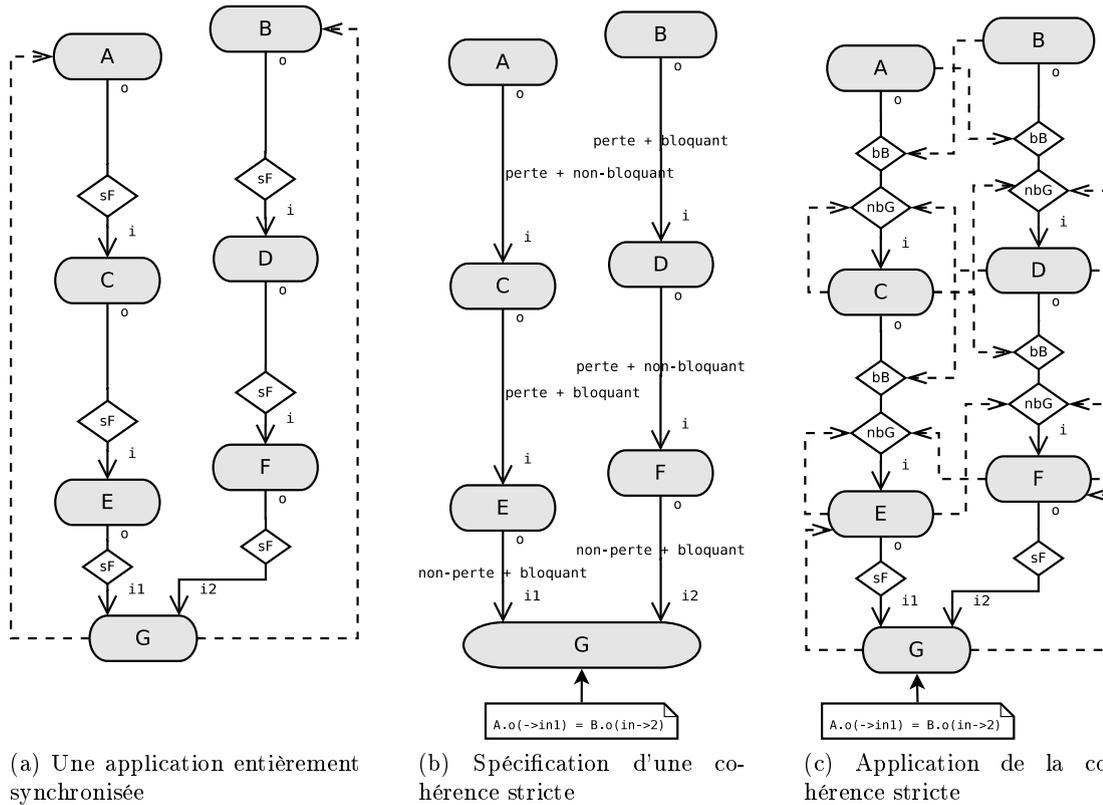 A
o
sF
i
C
o
sF
i
E
o
sF
i1
B
o
sF
i
D
o
sF
i
F
o
sF
i2
G
(a) Une application entièrement
synchronisée
A
o
perte + non-bloquant
i
C
o
perte + bloquant
i
E
o
non-perte + bloquant
i1
B
o
perte + bloquant
i
D
o
perte + non-bloquant
i
F
o
non-perte + bloquant
i2
G
A.o(->in1) = B.o(in->2)
(b) Spécification d'une co-
hérence stricte
A
o
bB
nbG
i
C
o
bB
nbG
i
E
o
sF
i1
B
o
bB
nbG
i
D
o
bB
nbG
i
F
o
sF
i2
G
A.o(->in1) = B.o(in->2)
(c) Application de la co
hérence stricte